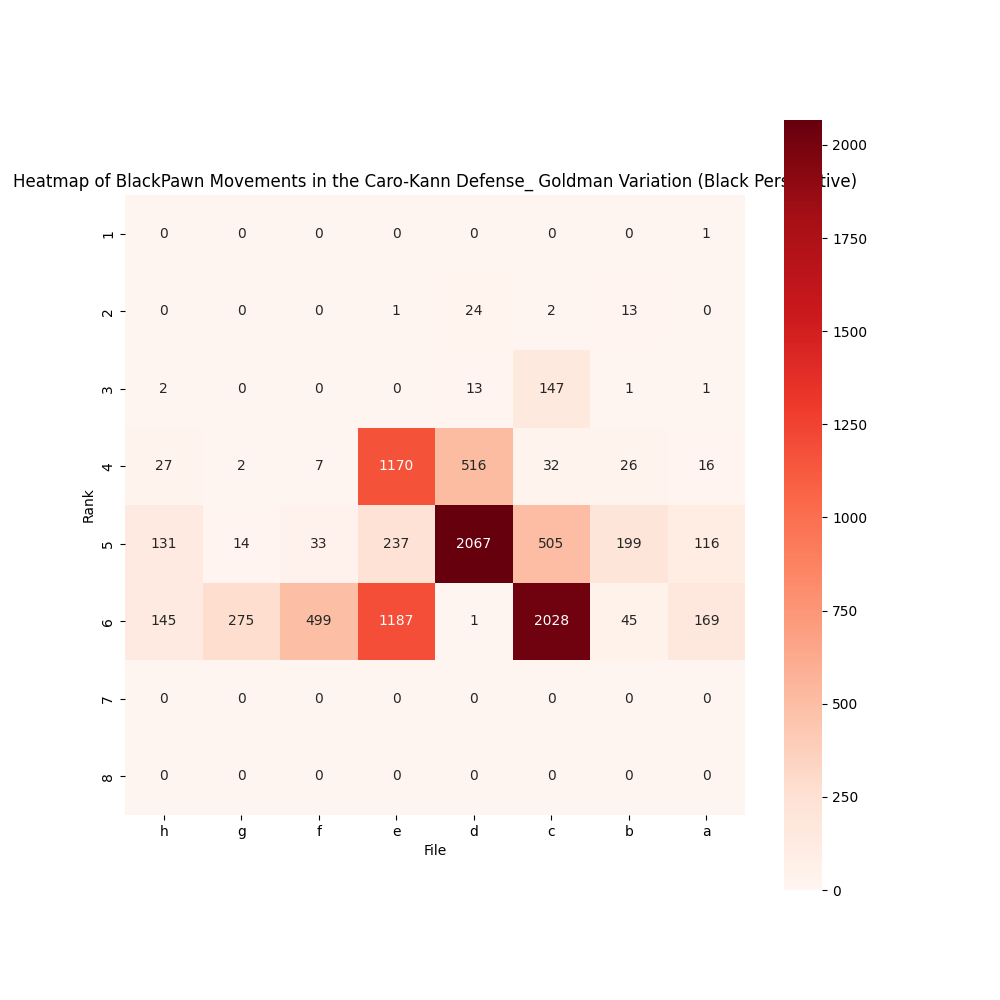 Heatmap of BlackPawn Movements in the Caro-Kann Defense_ Goldman Variation (Black Pers tive)
1 0 0 0 0 0 0 0 1
2 0 0 0 1 24 2 13 0
3 2 0 0 0 13 147 1 1
4 27 2 7 1170 516 32 26 16
5 131 14 33 237 2067 505 199 116
6 145 275 499 1187 1 2028 45 169
7 0 0 0 0 0 0 0 0
8 0 0 0 0 0 0 0 0
Rank
h g f e d c b a
File
2000
1750
1500
1250
1000
750
500
250
0